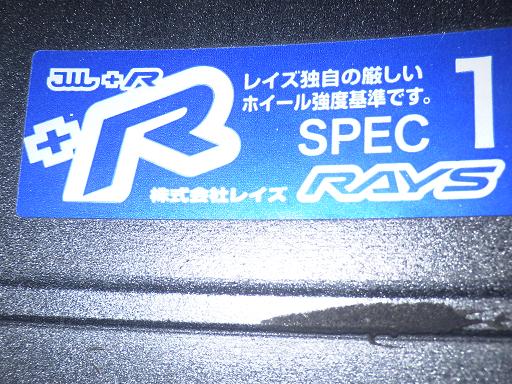 JWL+R
レイズ独自の厳しい
ホイール強度基準です。
+R
SPEC 1
株式会社レイズ RAYS